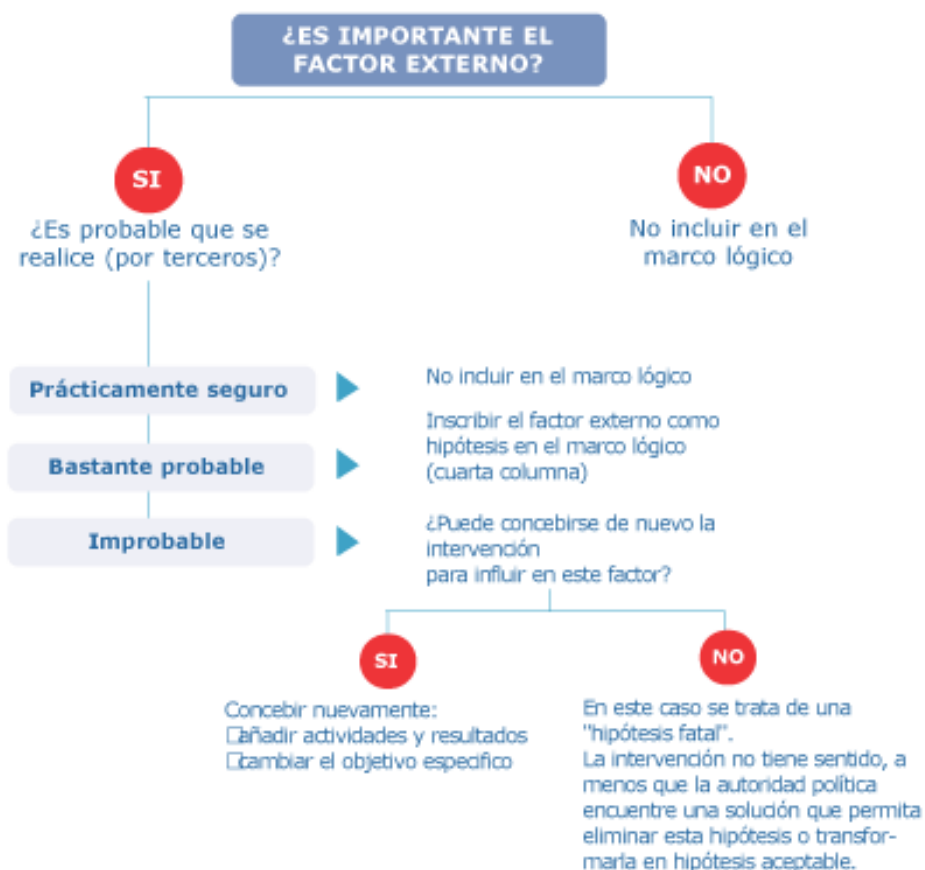 ¿ES IMPORTANTE EL
FACTOR EXTERNO?
SI
NO
¿Es probable que se
realice (por terceros)?
No incluir en el
marco lógico
Prácticamente seguro
No incluir en el marco lógico
Bastante probable
Inscribir el factor externo como
hipótesis en el marco lógico
(cuarta columna)
Improbable
¿Puede concebirse de nuevo la
intervención
para influir en este factor?
SI
NO
Concebir nuevamente:
añadir actividades y resultados
cambiar el objetivo especifico
En este caso se trata de una
"hipótesis fatal".
La intervención no tiene sentido, a
menos que la autoridad política
encuentre una solución que permita
eliminar esta hipótesis o transfor-
marla en hipótesis aceptable.